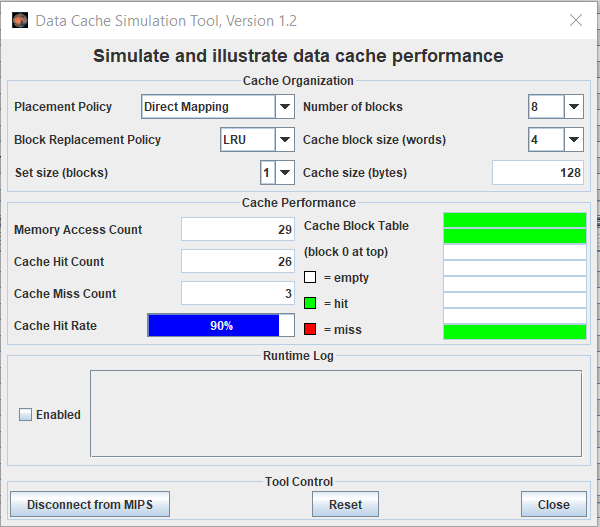 Data Cache Simulation Tool, Version 1.2
Simulate and illustrate data cache performance
Cache Organization
Placement Policy Direct Mapping Number of blocks 8
Block Replacement Policy LRU Cache block size (words) 4
Set size (blocks) 1 Cache size (bytes) 128
Cache Performance
Memory Access Count 29 Cache Block Table
(block 0 at top)
Cache Hit Count 26
= empty
Cache Miss Count 3
= hit
Cache Hit Rate 90% = miss
Runtime Log
Enabled
Tool Control
Disconnect from MIPS Reset Close